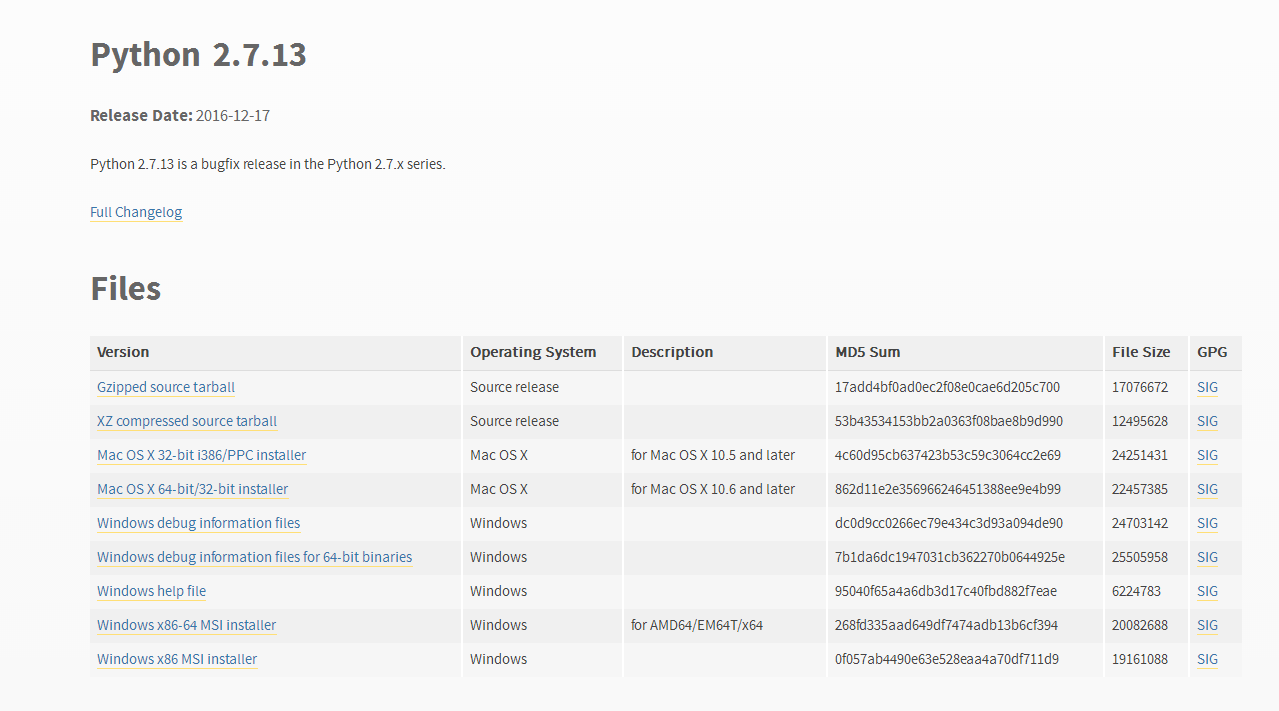 Python 2.7.13
Release Date: 2016-12-17
Python 2.7.13 is a bugfix release in the Python 2.7.x series.
Full Changelog
Files
Version Operating System Description MD5 Sum File Size GPG
Gzipped source tarball Source release 17add4bf0ad0ec2f08e0cae6d205c700 17076672 SIG
XZ compressed source tarball Source release 53b43534153bb2a0363f08bae8b9d990 12495628 SIG
Mac OS X 32-bit i386/PPC installer Mac OS X for Mac OS X 10.5 and later 4c60d95cb637423b53c59c3064cc2e69 24251431 SIG
Mac OS X 64-bit/32-bit installer Mac OS X for Mac OS X 10.6 and later 862d11e2e356966246451388ee9e4b99 22457385 SIG
Windows debug information files Windows dc0d9cc0266ec79e434c3d93a094de90 24703142 SIG
Windows debug information files for 64-bit binaries Windows 7b1da6dc1947031cb362270b0644925e 25505958 SIG
Windows help file Windows 95040f65a4a6db3d17c40fbd882f7eae 6224783 SIG
Windows x86-64 MSI installer Windows for AMD64/EM64T/x64 268fd335aad649df7474adb13b6cf394 20082688 SIG
Windows x86 MSI installer Windows 0f057ab4490e63e528eaa4a70df711d9 19161088 SIG